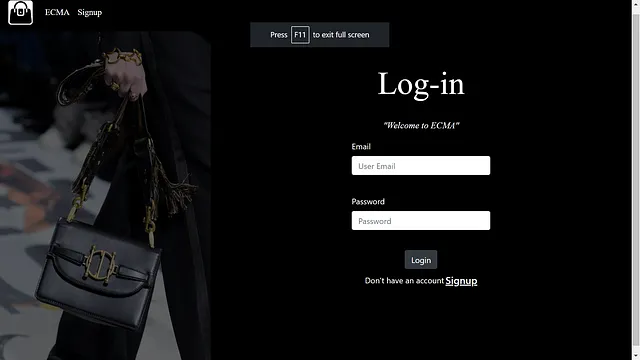 ECMA Signup
Press F11 to exit full screen
Log-in
"Welcome to ECMA"
Email
User Email
Password
Password
Login
Don't have an account Signup